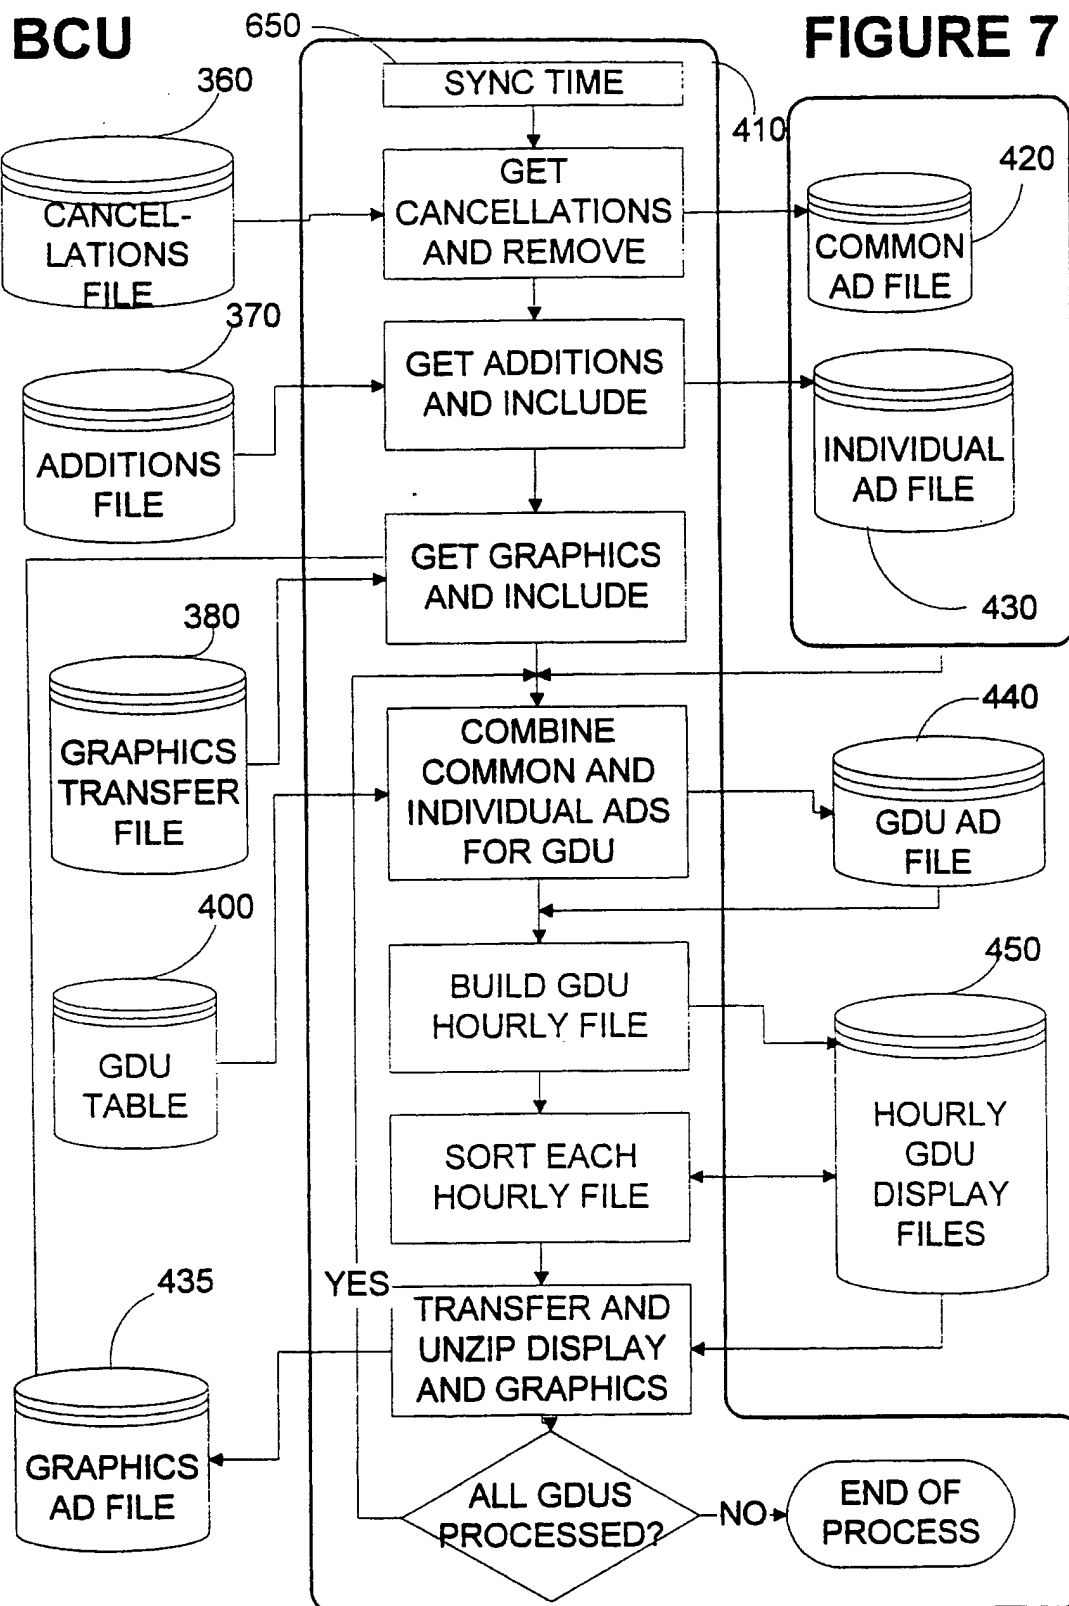 BCU
650
FIGURE 7
SYNC TIME
360
410
420
GET
CANCELLATIONS
AND REMOVE
CANCEL-
LATIONS
FILE
COMMON
AD FILE
370
GET ADDITIONS
AND INCLUDE
ADDITIONS
FILE
INDIVIDUAL
AD FILE
GET GRAPHICS
AND INCLUDE
430
380
GRAPHICS
TRANSFER
FILE
COMBINE
COMMON AND
INDIVIDUAL ADS
FOR GDU
440
GDU AD
FILE
400
GDU
TABLE
BUILD GDU
HOURLY FILE
450
HOURLY
GDU
DISPLAY
FILES
SORT EACH
HOURLY FILE
YES
435
TRANSFER AND
UNZIP DISPLAY
AND GRAPHICS
GRAPHICS
AD FILE
ALL GDUS
PROCESSED?
NO
END OF
PROCESS